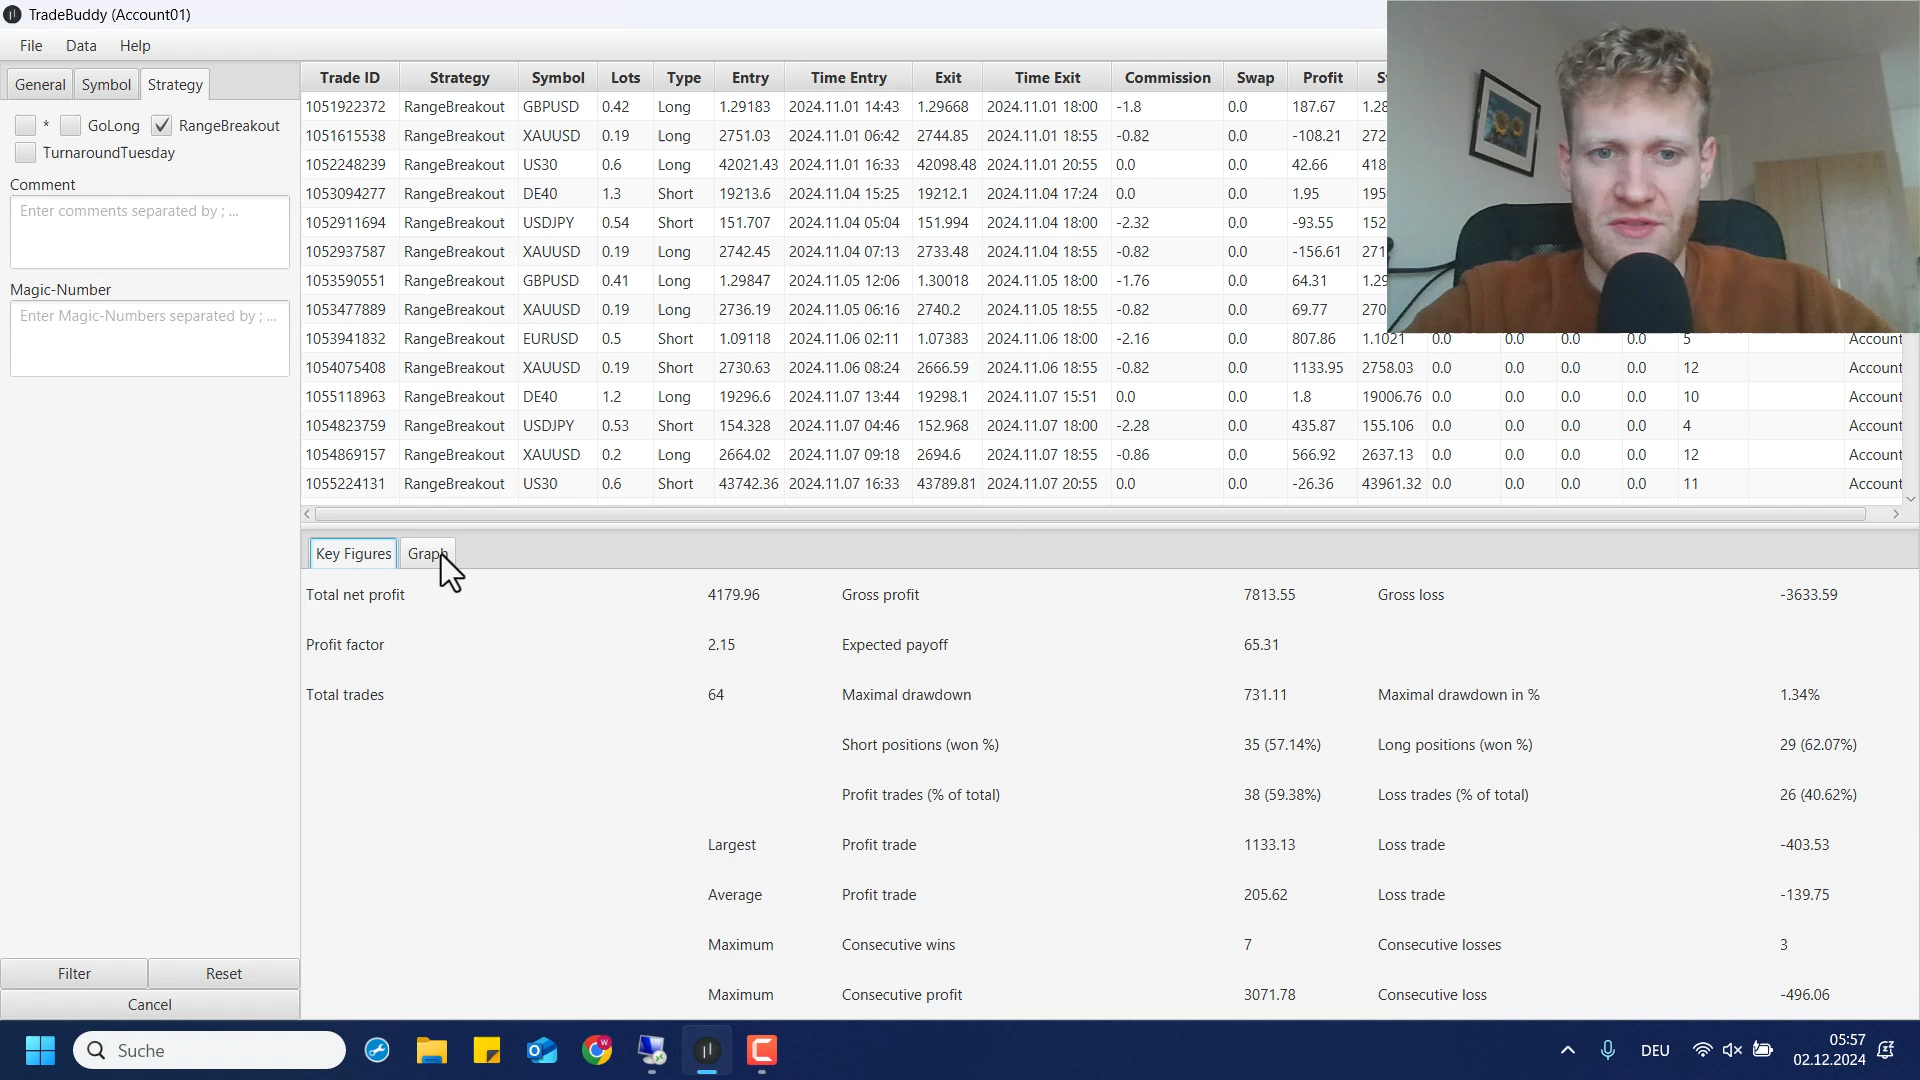 TradeBuddy (Account01)
File Data Help
General Symbol Strategy
* GoLong RangeBreakout
TurnaroundTuesday
Comment
Enter comments separated by ; ...
Magic-Number
Enter Magic-Numbers separated by ; ...
Filter Reset
Cancel
Trade ID Strategy Symbol Lots Type Entry Time Entry Exit Time Exit Commission Swap Profit
1051922372 RangeBreakout GBPUSD 0.42 Long 1.29183 2024.11.01 14:43 1.29668 2024.11.01 18:00 -1.8 0.0 187.67 1.28
1051615538 RangeBreakout XAUUSD 0.19 Long 2751.03 2024.11.01 06:42 2744.85 2024.11.01 18:55 -0.82 0.0 -108.21 272
1052248239 RangeBreakout US30 0.6 Long 42021.43 2024.11.01 16:33 42098.48 2024.11.01 20:55 0.0 0.0 42.66 418
1053094277 RangeBreakout DE40 1.3 Short 19213.6 2024.11.04 15:25 19212.1 2024.11.04 17:24 0.0 0.0 1.95 195
1052911694 RangeBreakout USDJPY 0.54 Short 151.707 2024.11.04 05:04 151.994 2024.11.04 18:00 -2.32 0.0 -93.55 152
1052937587 RangeBreakout XAUUSD 0.19 Long 2742.45 2024.11.04 07:13 2733.48 2024.11.04 18:55 -0.82 0.0 -156.61 271
1053590551 RangeBreakout GBPUSD 0.41 Long 1.29847 2024.11.05 12:06 1.30018 2024.11.05 18:00 -1.76 0.0 64.31 1.29
1053477889 RangeBreakout XAUUSD 0.19 Long 2736.19 2024.11.05 06:16 2740.2 2024.11.05 18:55 -0.82 0.0 69.77 270
1053941832 RangeBreakout EURUSD 0.5 Short 1.09118 2024.11.06 02:11 1.07383 2024.11.06 18:00 -2.16 0.0 807.86 1.1021 0.0 0.0 0.0 0.0 5 Account
1054075408 RangeBreakout XAUUSD 0.19 Short 2730.63 2024.11.06 08:24 2666.59 2024.11.06 18:55 -0.82 0.0 1133.95 2758.03 0.0 0.0 0.0 0.0 12 Account
1055118963 RangeBreakout DE40 1.2 Long 19296.6 2024.11.07 13:44 19298.1 2024.11.07 15:51 0.0 0.0 1.8 19006.76 0.0 0.0 0.0 0.0 10 Account
1054823759 RangeBreakout USDJPY 0.53 Short 154.328 2024.11.07 04:46 152.968 2024.11.07 18:00 -2.28 0.0 435.87 155.106 0.0 0.0 0.0 0.0 4 Account
1054869157 RangeBreakout XAUUSD 0.2 Long 2664.02 2024.11.07 09:18 2694.6 2024.11.07 18:55 -0.86 0.0 566.92 2637.13 0.0 0.0 0.0 0.0 12 Account
1055224131 RangeBreakout US30 0.6 Short 43742.36 2024.11.07 16:33 43789.81 2024.11.07 20:55 0.0 0.0 -26.36 43961.32 0.0 0.0 0.0 0.0 11 Account
Key Figures Graph
Total net profit 4179.96 Gross profit 7813.55 Gross loss -3633.59
Profit factor 2.15 Expected payoff 65.31
Total trades 64 Maximal drawdown 731.11 Maximal drawdown in % 1.34%
Short positions (won %) 35 (57.14%) Long positions (won %) 29 (62.07%)
Profit trades (% of total) 38 (59.38%) Loss trades (% of total) 26 (40.62%)
Largest Profit trade 1133.13 Loss trade -403.53
Average Profit trade 205.62 Loss trade -139.75
Maximum Consecutive wins 7 Consecutive losses 3
Maximum Consecutive profit 3071.78 Consecutive loss -496.06
Suche
DEU
05:57
02.12.2024